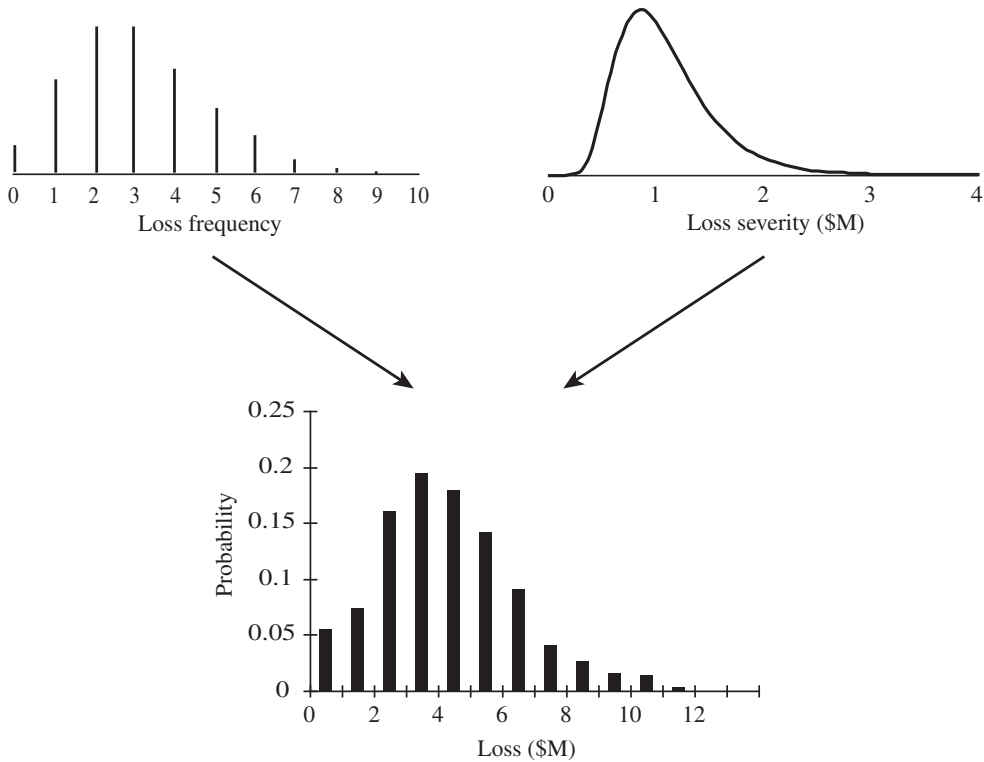 0 1 2 3 4 5 6 7 8 9 10
Loss frequency
0 1 2 3 4
Loss severity ($M)
0.25
0.2
0.15
0.1
0.05
0
Probability
0 2 4 6 8 10 12
Loss ($M)